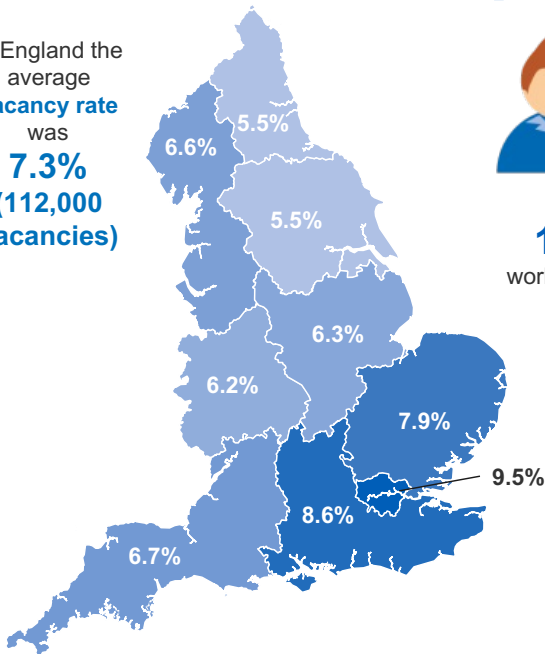 England the
average
acancy rate
was
7.3%
(112,000
acancies)
5.5%
6.6%
5.5%
6.3%
6.2%
7.9%
9.5%
8.6%
6.7%
1
wor